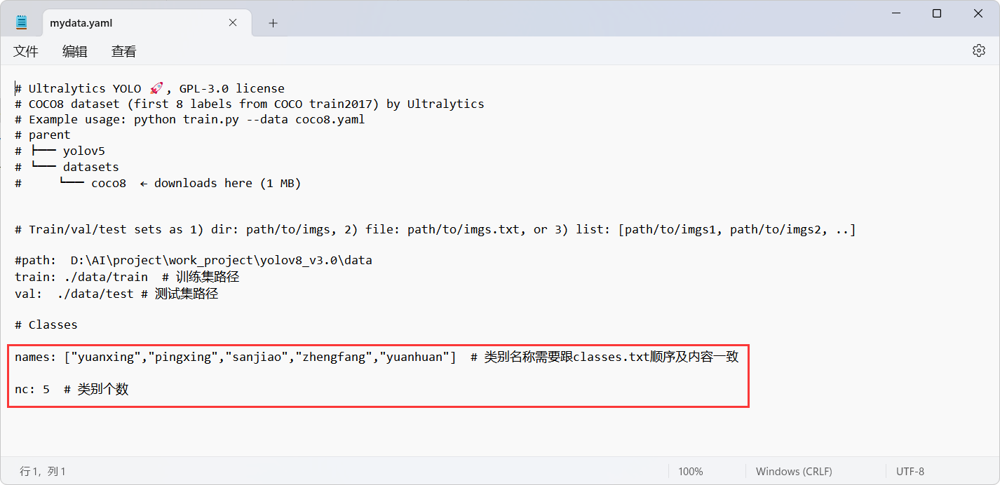 mydata.yaml
文件 编辑 查看
# Ultralytics YOLO 🚀, GPL-3.0 license
# COCO8 dataset (first 8 labels from COCO train2017) by Ultralytics
# Example usage: python train.py --data coco8.yaml
# parent
# ├── yolov5
# └── datasets
#     └── coco8  ← downloads here (1 MB)
# Train/val/test sets as 1) dir: path/to/imgs, 2) file: path/to/imgs.txt, or 3) list: [path/to/imgs1, path/to/imgs2, ..]
#path:  D:\AI\project\work_project\yolov8_v3.0\data
train: ./data/train  # 训练集路径
val:  ./data/test # 测试集路径
# Classes
names: ["yuanxing","pingxing","sanjiao","zhengfang","yuanhuan"]  # 类别名称需要跟classes.txt顺序及内容一致
nc: 5  # 类别个数
行 1，列 1 100% Windows (CRLF) UTF-8